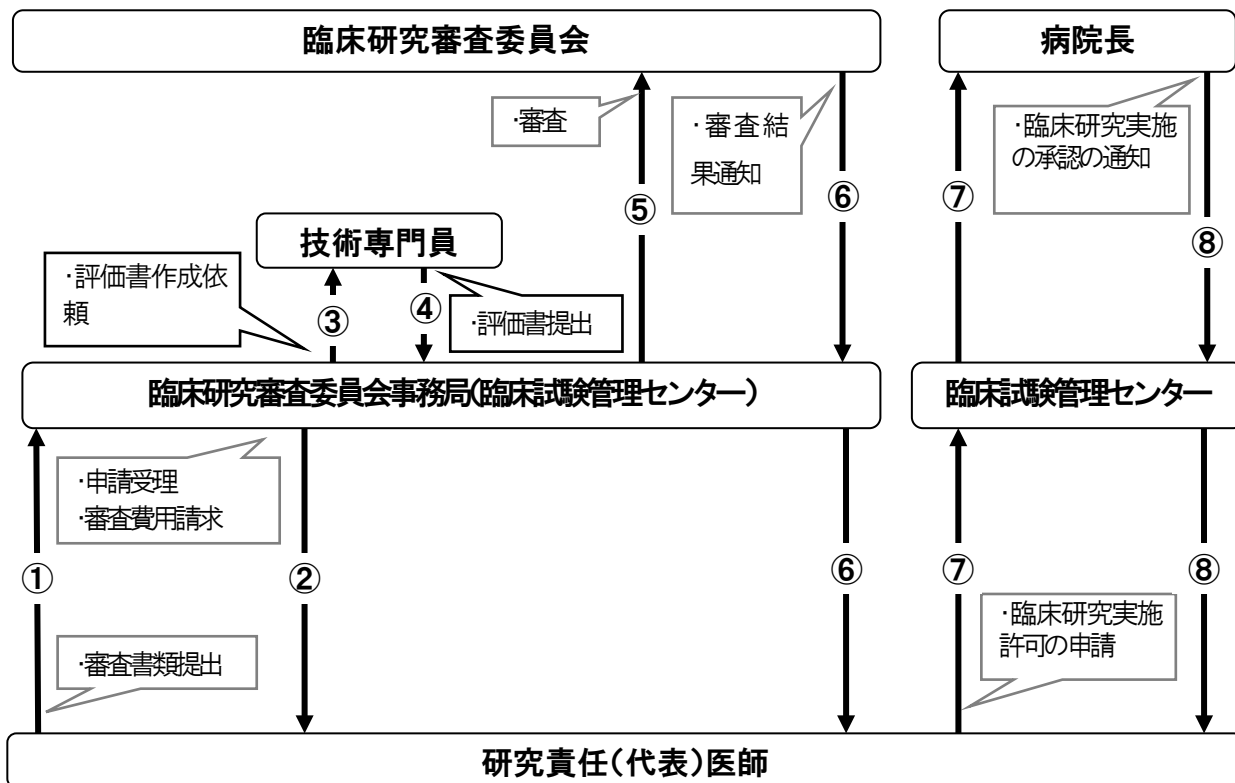 臨床研究審査委員会
病院長
・審査
・審査結
果通知
・臨床研究実施
の承認の通知
⑤
⑥
⑦
⑧
技術専門員
・評価書作成依
頼
③
④
・評価書提出
臨床研究審査委員会事務局(臨床試験管理センター)
臨床試験管理センター
・申請受理
・審査費用請求
①
②
⑥
⑦
⑧
・審査書類提出
・臨床研究実施
許可の申請
研究責任(代表)医師